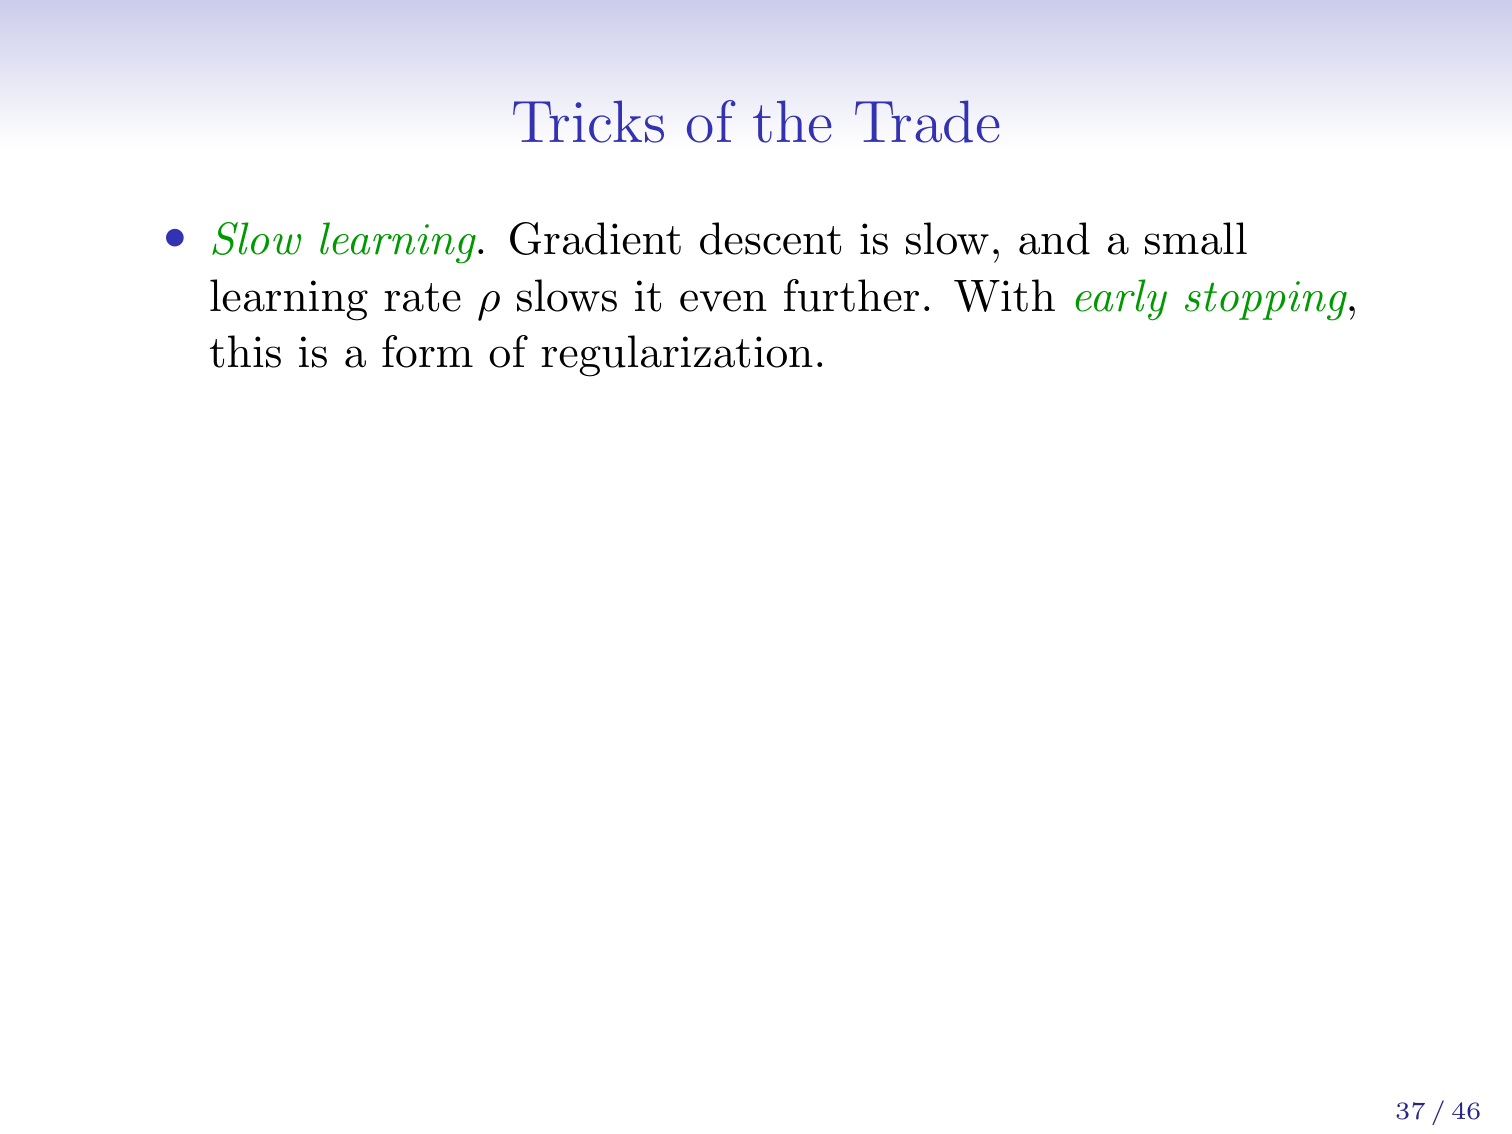 Tricks of the Trade
• Slow learning. Gradient descent is slow, and a small
learning rate ρ slows it even further. With early stopping,
this is a form of regularization.
37 / 46